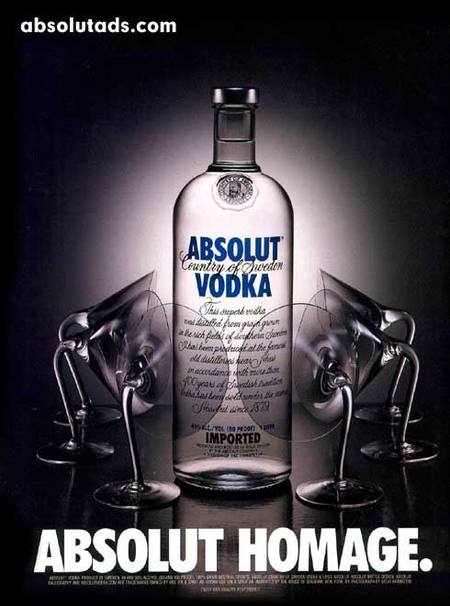 absolutads.com
ABSOLUT
Country of Sweden
VODKA
This superb vodka
was distilled from grain grown
in the rich fields of southern Sweden
It has been produced at the famous
old distilleries near Åhus
in accordance with more than
400 years of Swedish tradition
Vodka has been sold under the name
Absolut since 1879
40% ALC/VOL (80 PROOF) 1 LITER
IMPORTED
ABSOLUT HOMAGE.